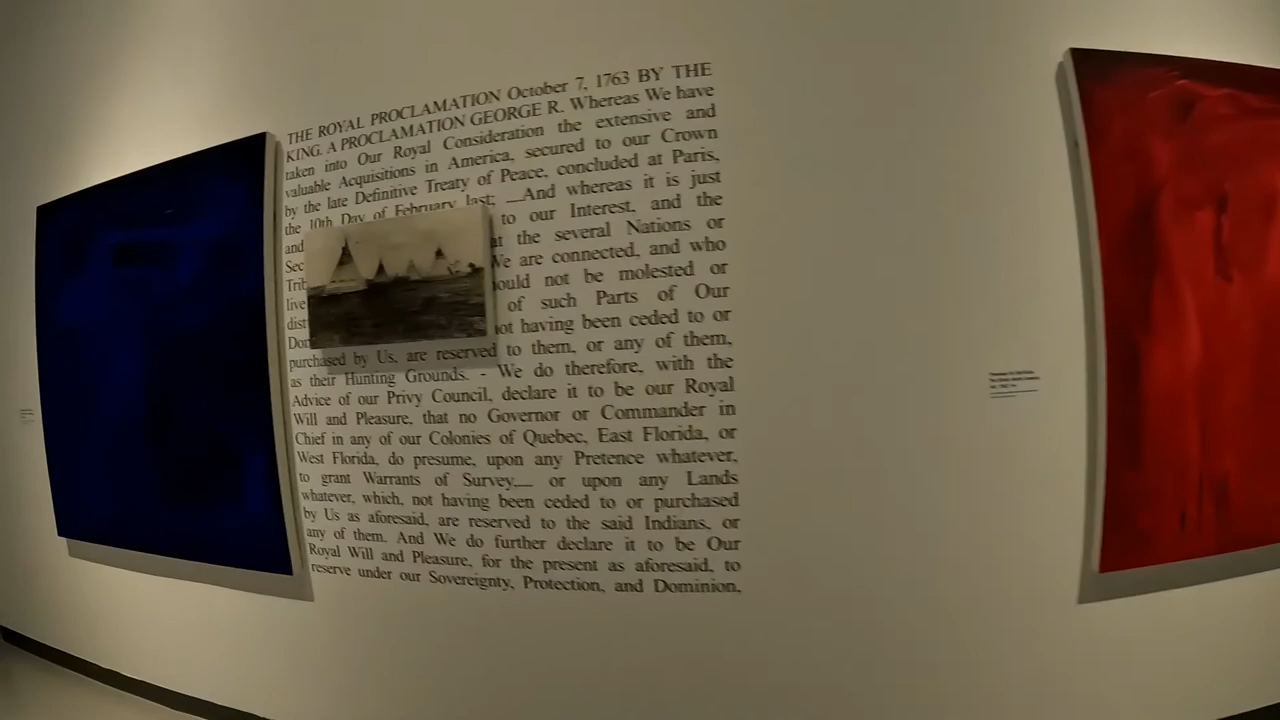 THE ROYAL PROCLAMATION October 7, 1763 BY THE
KING. A PROCLAMATION GEORGE R. Whereas We have
taken into Our Royal Consideration the extensive and
valuable Acquisitions in America, secured to our Crown
by the late Definitive Treaty of Peace, concluded at Paris,
the 10th Day of February last; __And whereas it is just
and to our Interest, and the
Sec at the several Nations or
Trib We are connected, and who
live ould not be molested or
dist of such Parts of Our
Dom ot having been ceded to or
purchased by Us, are reserved to them, or any of them,
as their Hunting Grounds. - We do therefore, with the
Advice of our Privy Council, declare it to be our Royal
Will and Pleasure, that no Governor or Commander in
Chief in any of our Colonies of Quebec, East Florida, or
West Florida, do presume, upon any Pretence whatever,
to grant Warrants of Survey,__ or upon any Lands
whatever, which, not having been ceded to or purchased
by Us as aforesaid, are reserved to the said Indians, or
any of them. And We do further declare it to be Our
Royal Will and Pleasure, for the present as aforesaid, to
reserve under our Sovereignty, Protection, and Dominion,